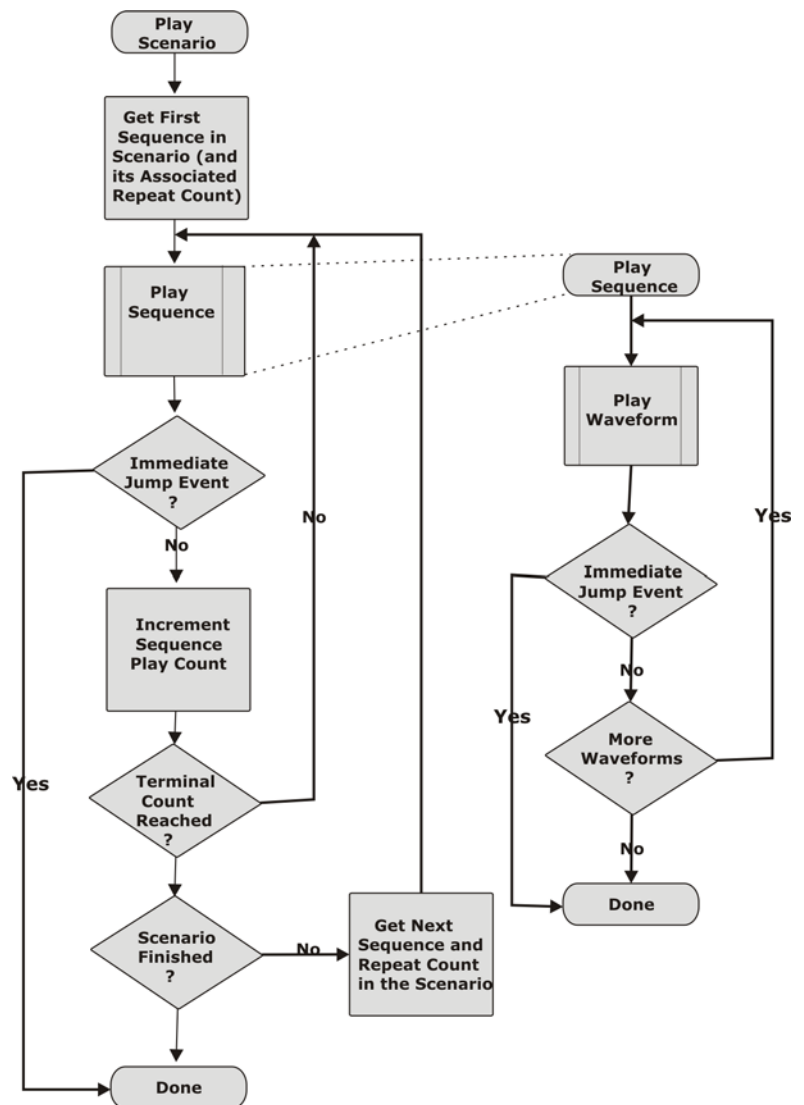 Play
Scenario
Get First
Sequence in
Scenario (and
its Associated
Repeat Count)
Play
Sequence
Immediate
Jump Event
?
No
Increment
Sequence
Play Count
Terminal
Count
Reached
?
No
Yes
Scenario
Finished
?
No
Get Next
Sequence and
Repeat Count
in the Scenario
Done
Play
Sequence
Play
Waveform
Immediate
Jump Event
?
No
Yes
More
Waveforms
?
Yes
No
Done